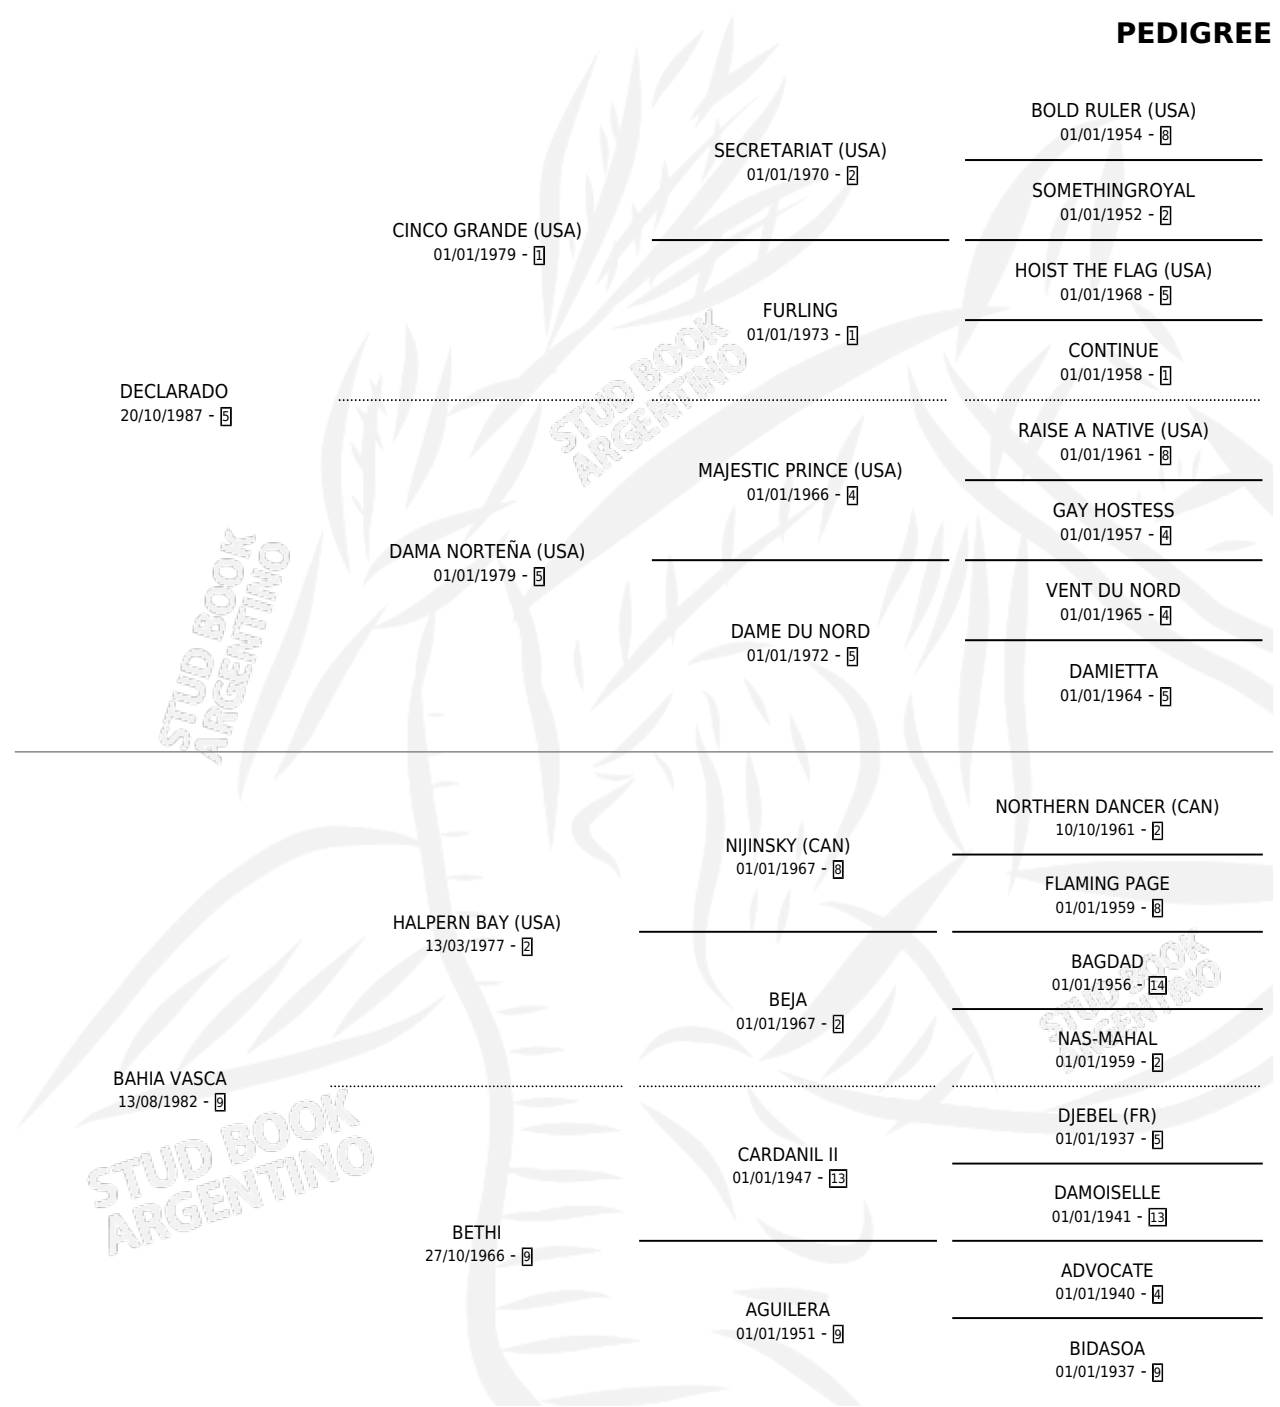 PEDIGREE
BOLD RULER (USA)
01/01/1954 - 8
SECRETARIAT (USA)
01/01/1970 - 2
SOMETHINGROYAL
01/01/1952 - 2
CINCO GRANDE (USA)
01/01/1979 - 1
HOIST THE FLAG (USA)
01/01/1968 - 5
FURLING
01/01/1973 - 1
CONTINUE
01/01/1958 - 1
DECLARADO
20/10/1987 - 5
RAISE A NATIVE (USA)
01/01/1961 - 8
MAJESTIC PRINCE (USA)
01/01/1966 - 4
GAY HOSTESS
01/01/1957 - 4
DAMA NORTEÑA (USA)
01/01/1979 - 5
VENT DU NORD
01/01/1965 - 4
DAME DU NORD
01/01/1972 - 5
DAMIETTA
01/01/1964 - 5
STUD BOOK
ARGENTINO
STUD BOOK
ARGENTINO
NORTHERN DANCER (CAN)
10/10/1961 - 2
NIJINSKY (CAN)
01/01/1967 - 8
FLAMING PAGE
01/01/1959 - 8
HALPERN BAY (USA)
13/03/1977 - 2
BAGDAD
01/01/1956 - 14
BEJA
01/01/1967 - 2
NAS-MAHAL
01/01/1959 - 2
BAHIA VASCA
13/08/1982 - 9
DJEBEL (FR)
01/01/1937 - 5
CARDANIL II
01/01/1947 - 13
DAMOISELLE
01/01/1941 - 13
BETHI
27/10/1966 - 9
ADVOCATE
01/01/1940 - 4
AGUILERA
01/01/1951 - 9
BIDASOA
01/01/1937 - 9
STUD BOOK
ARGENTINO
STUD BOOK
ARGENTINO